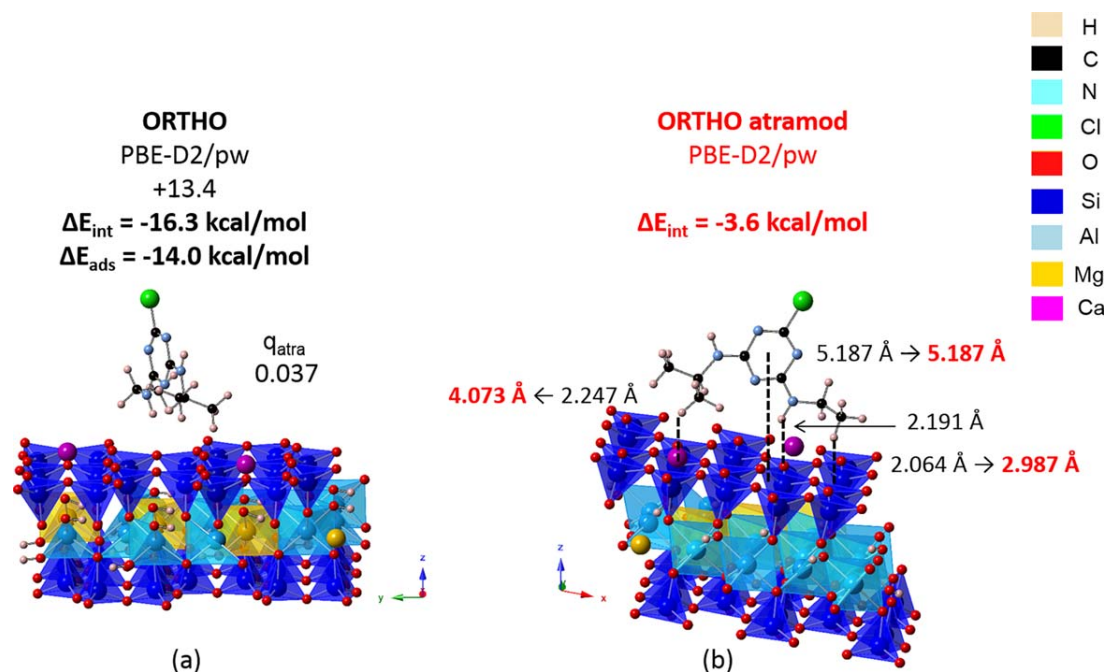 ORTHO
PBE-D2/pw
+13.4
ΔEint = -16.3 kcal/mol
ΔEads = -14.0 kcal/mol
qatra
0.037
z
y
(a)
ORTHO atramod
PBE-D2/pw
ΔEint = -3.6 kcal/mol
5.187 Å → 5.187 Å
4.073 Å ← 2.247 Å
2.191 Å
2.064 Å → 2.987 Å
z
x
(b)
H
C
N
Cl
O
Si
Al
Mg
Ca